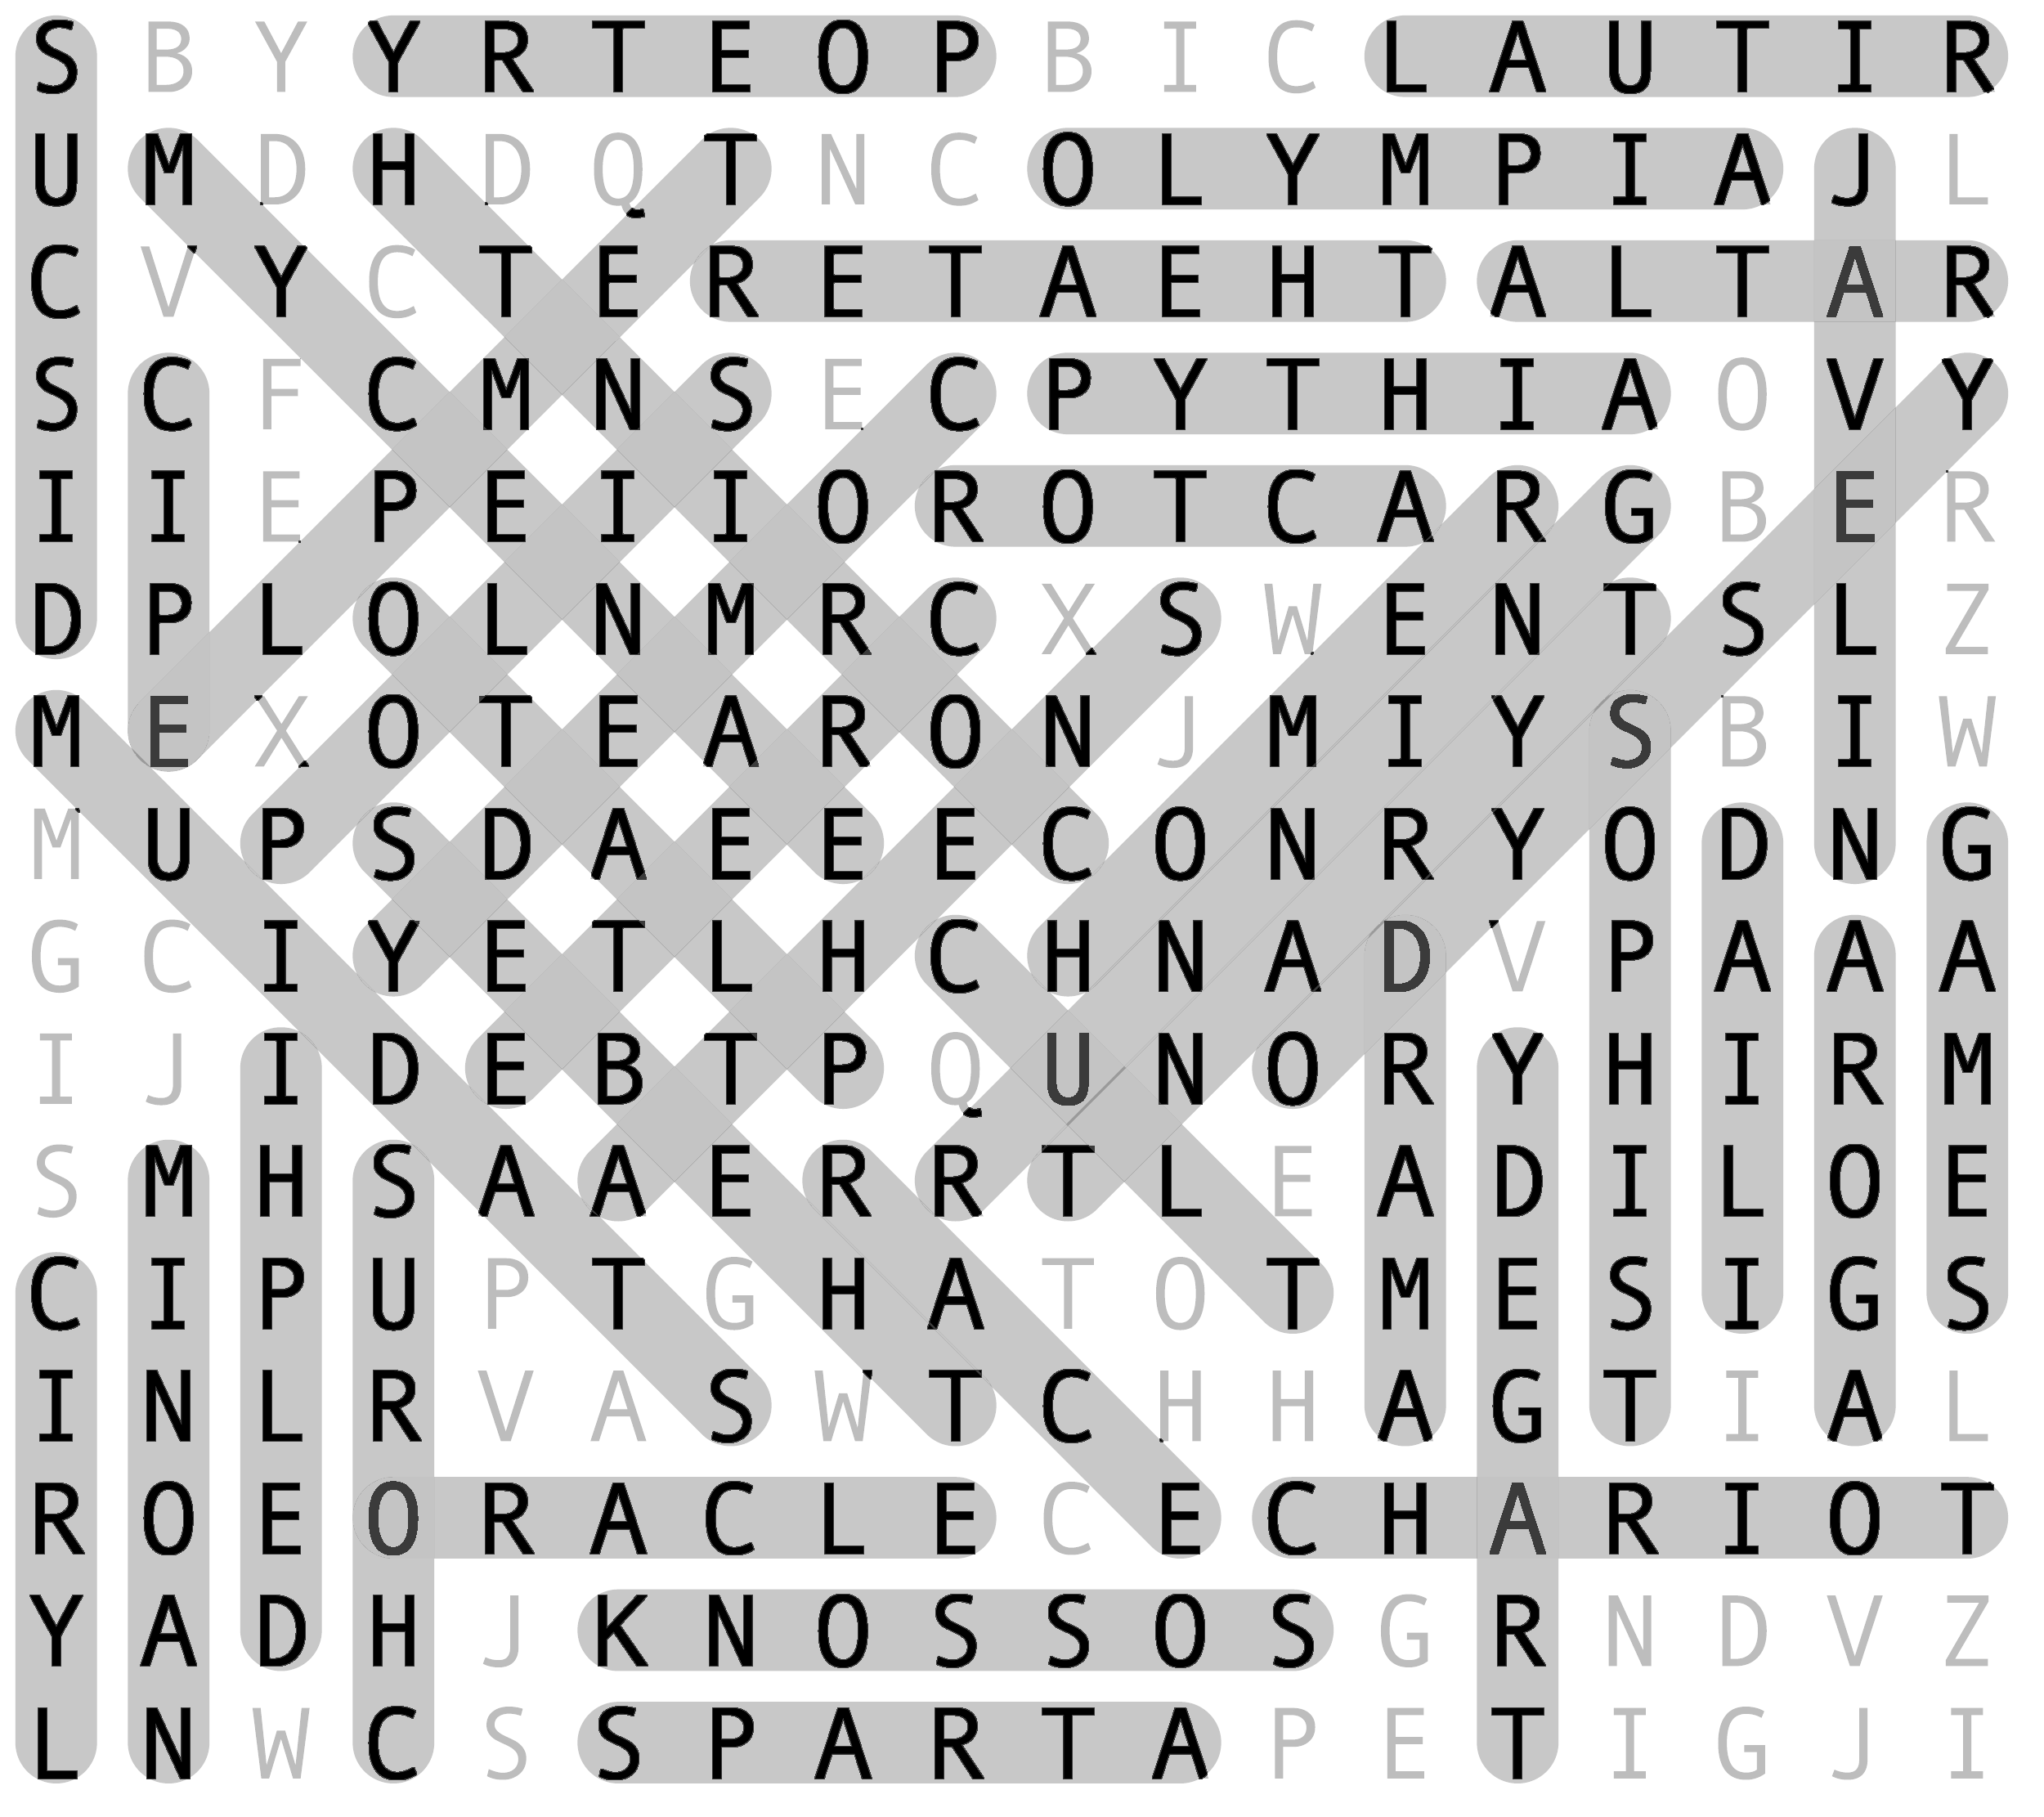 S B Y Y R T E O P B I C L A U T I R
U M D H D Q T N C O L Y M P I A J L
C V Y C T E R E T A E H T A L T A R
S C F C M N S E C P Y T H I A O V Y
I I E P E I I O R O T C A R G B E R
D P L O L N M R C X S W E N T S L Z
M E X O T E A R O N J M I Y S B I W
M U P S D A E E E C O N R Y O D N G
G C I Y E T L H C H N A D V P A A A
I J I D E B T P Q U N O R Y H I R M
S M H S A A E R R T L E A D I L O E
C I P U P T G H A T O T M E S I G S
I N L R V A S W T C H H A G T I A L
R O E O R A C L E C E C H A R I O T
Y A D H J K N O S S O S G R N D V Z
L N W C S S P A R T A P E T I G J I